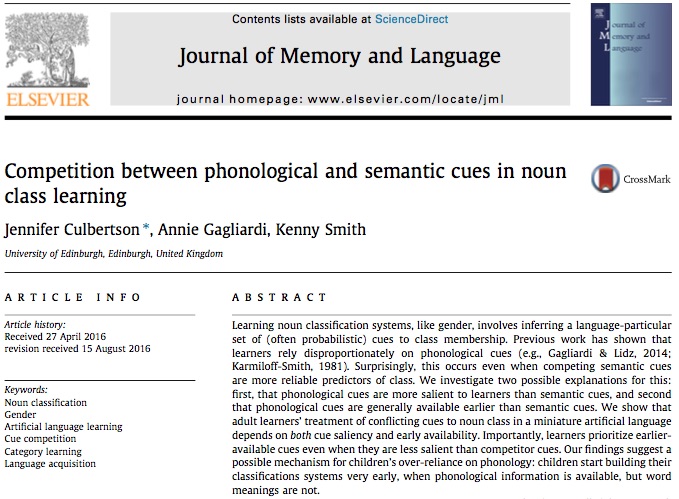 Contents lists available at ScienceDirect
Journal of Memory and Language
journal homepage: www.elsevier.com/locate/jml
ELSEVIER
Journal of
Memory and
Language
Competition between phonological and semantic cues in noun
class learning
CrossMark
Jennifer Culbertson *, Annie Gagliardi, Kenny Smith
University of Edinburgh, Edinburgh, United Kingdom
ARTICLE INFO
Article history:
Received 27 April 2016
revision received 15 August 2016
Keywords:
Noun classification
Gender
Artificial language learning
Cue competition
Category learning
Language acquisition
ABSTRACT
Learning noun classification systems, like gender, involves inferring a language-particular
set of (often probabilistic) cues to class membership. Previous work has shown that
learners rely disproportionately on phonological cues (e.g., Gagliardi & Lidz, 2014;
Karmiloff-Smith, 1981). Surprisingly, this occurs even when competing semantic cues
are more reliable predictors of class. We investigate two possible explanations for this:
first, that phonological cues are more salient to learners than semantic cues, and second
that phonological cues are generally available earlier than semantic cues. We show that
adult learners' treatment of conflicting cues to noun class in a miniature artificial language
depends on both cue saliency and early availability. Importantly, learners prioritize earlier-
available cues even when they are less salient than competitor cues. Our findings suggest a
possible mechanism for children's over-reliance on phonology: children start building their
classifications systems very early, when phonological information is available, but word
meanings are not.